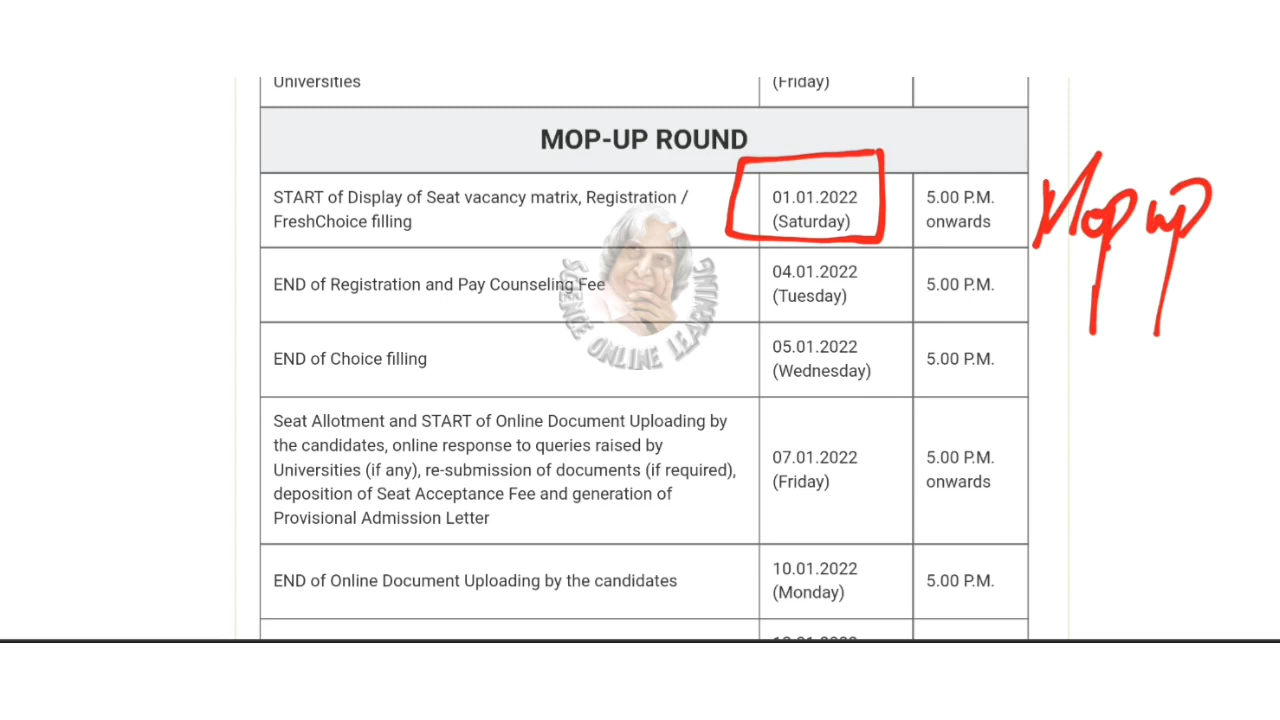 Universities
(Friday)
MOP-UP ROUND
START of Display of Seat vacancy matrix, Registration /
FreshChoice filling
01.01.2022
(Saturday)
5.00 P.M.
onwards
Mop up
END of Registration and Pay Counseling Fee
04.01.2022
(Tuesday)
5.00 P.M.
SCIENCE ONLINE LEARNING
END of Choice filling
05.01.2022
(Wednesday)
5.00 P.M.
Seat Allotment and START of Online Document Uploading by
the candidates, online response to queries raised by
Universities (if any), re-submission of documents (if required),
deposition of Seat Acceptance Fee and generation of
Provisional Admission Letter
07.01.2022
(Friday)
5.00 P.M.
onwards
END of Online Document Uploading by the candidates
10.01.2022
(Monday)
5.00 P.M.